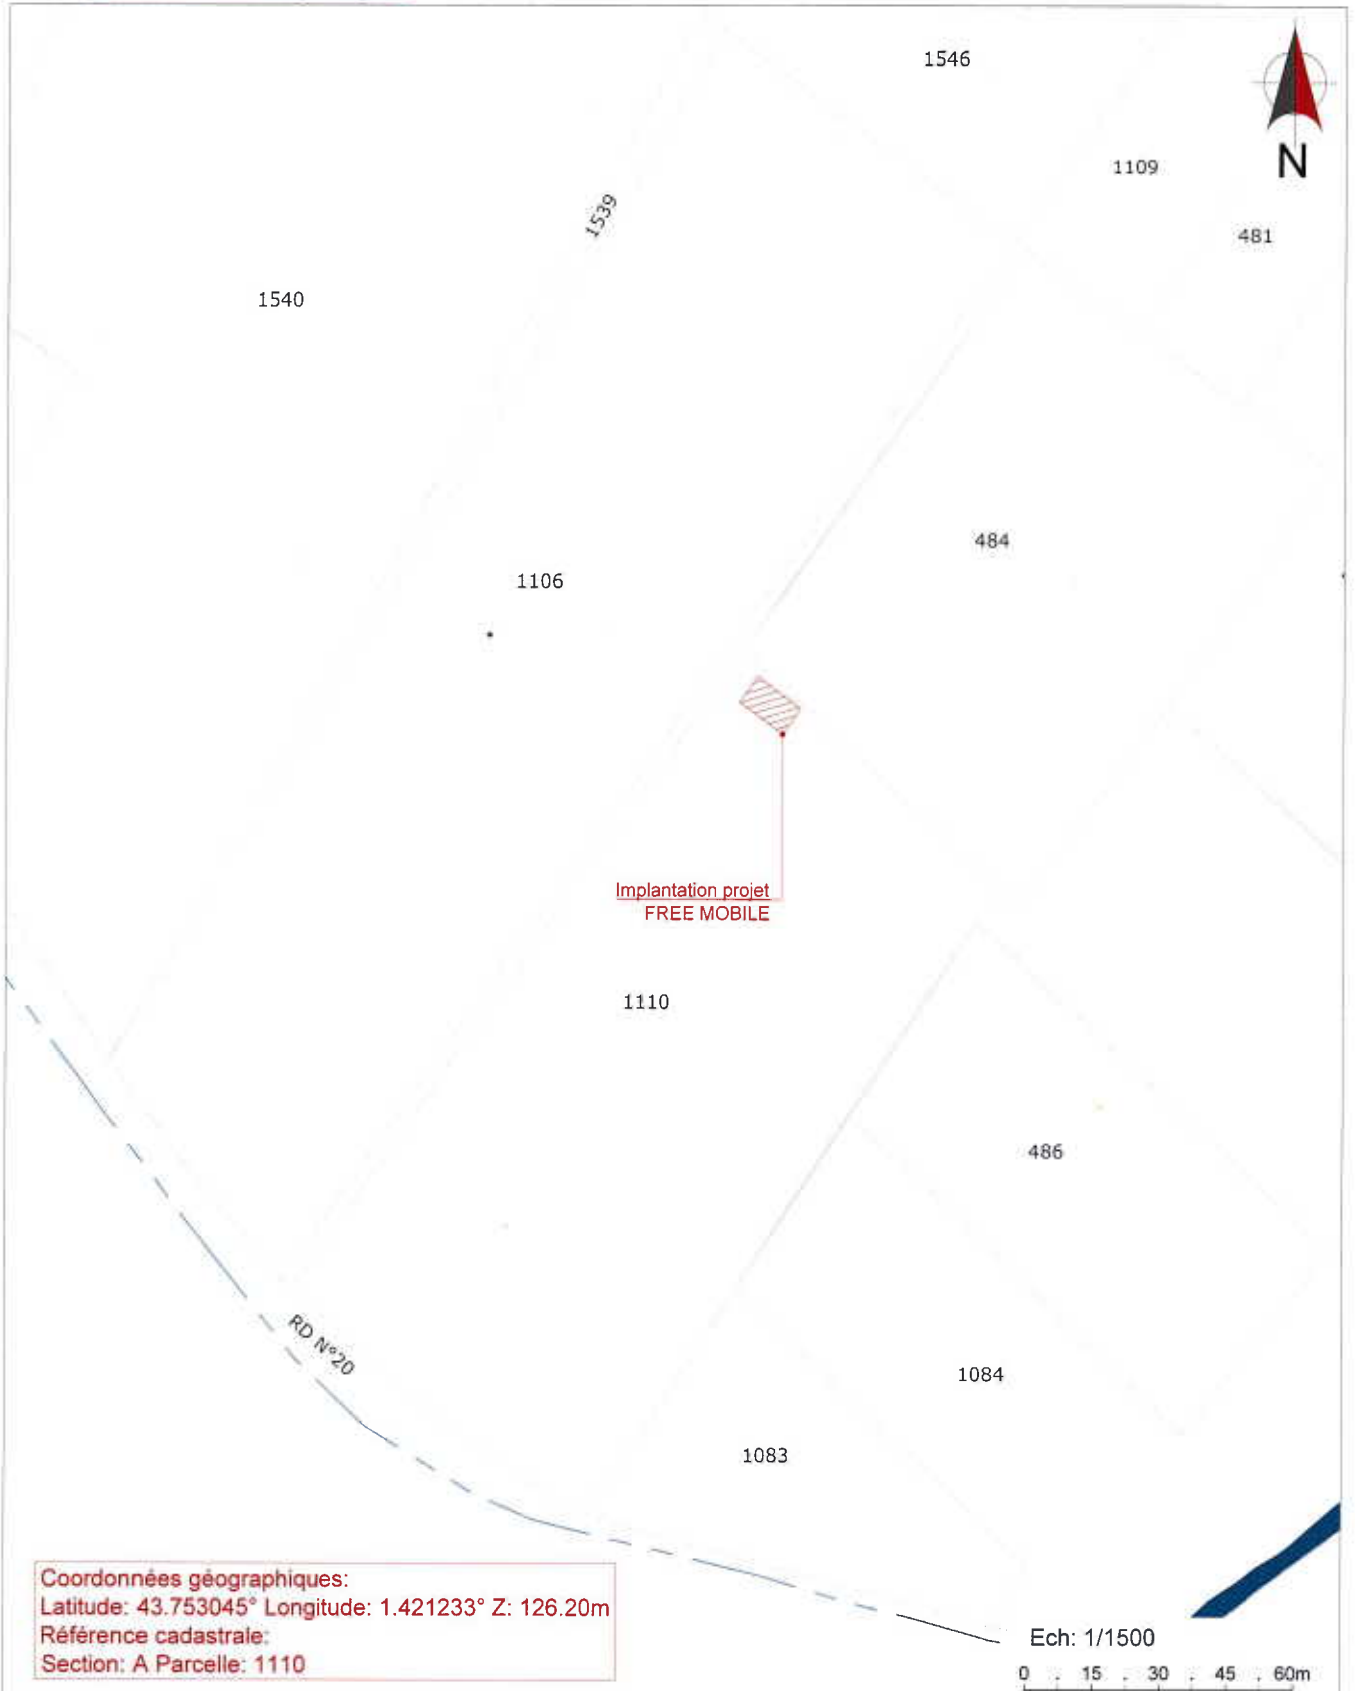 1546
N
1109
1539
481
1540
484
1106
Implantation projet
FREE MOBILE
1110
486
RD N°20
1084
1083
Coordonnées géographiques:
Latitude: 43.753045° Longitude: 1.421233° Z: 126.20m
Référence cadastrale:
Section: A Parcelle: 1110
Ech: 1/1500
0 15 30 45 60m